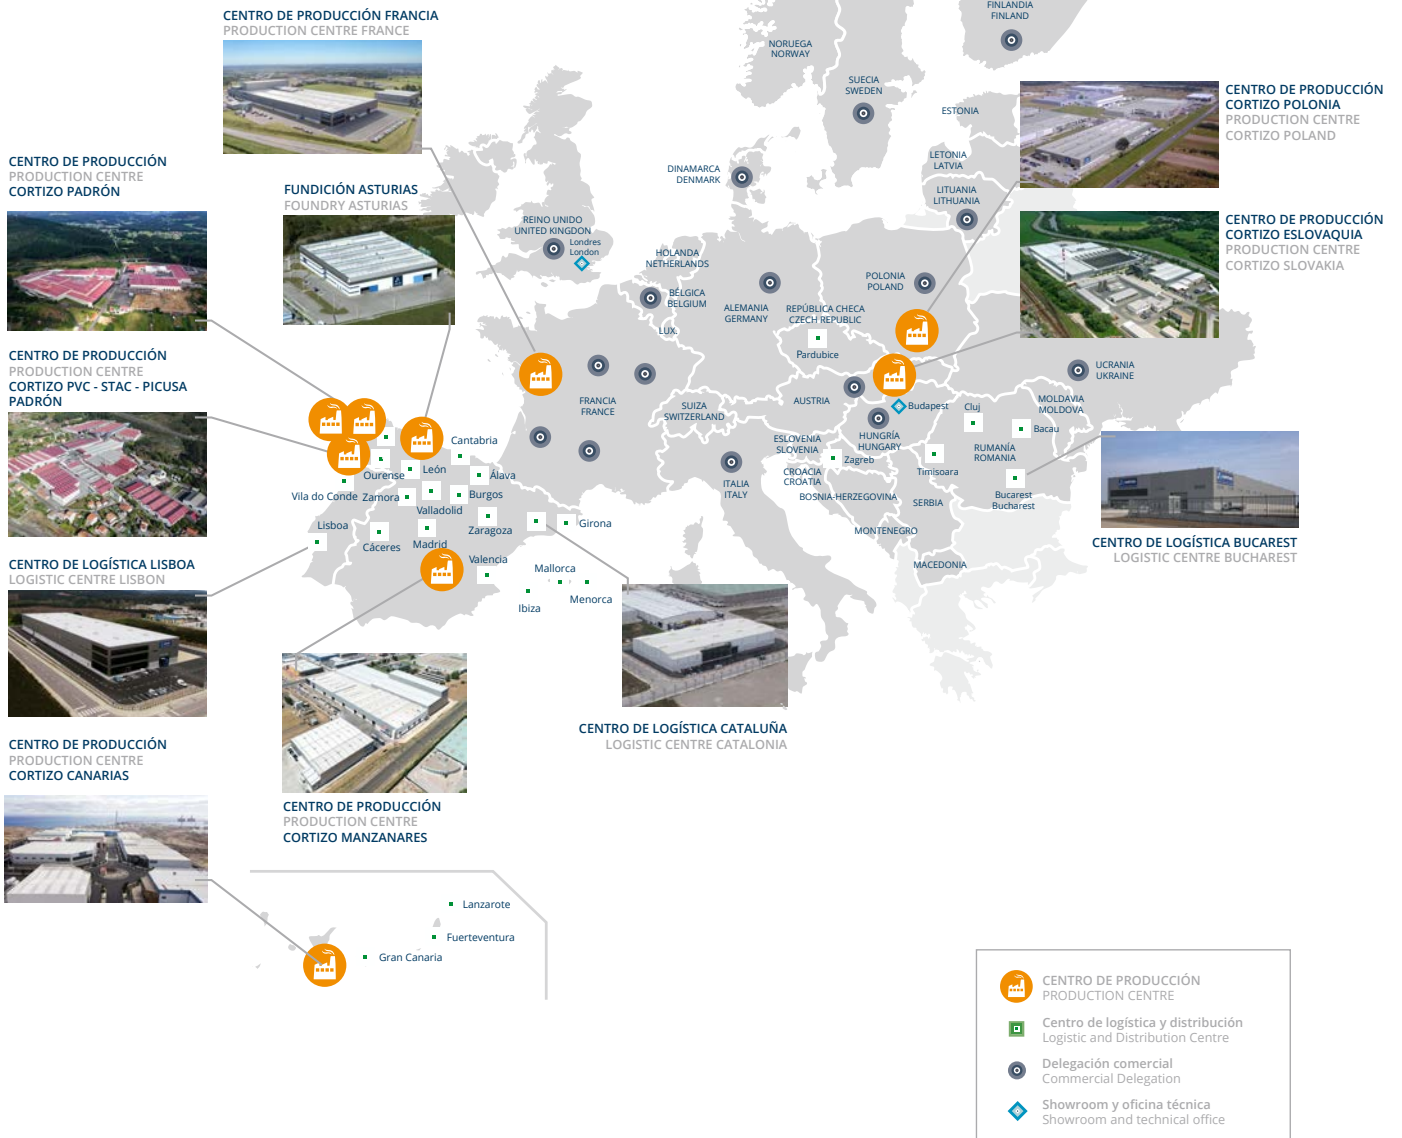 CENTRO DE PRODUCCIÓN FRANCIA
PRODUCTION CENTRE FRANCE
CENTRO DE PRODUCCIÓN
PRODUCTION CENTRE
CORTIZO PADRÓN
FUNDICIÓN ASTURIAS
FOUNDRY ASTURIAS
CENTRO DE PRODUCCIÓN
PRODUCTION CENTRE
CORTIZO PVC - STAC - PICUSA
PADRÓN
CENTRO DE LOGÍSTICA LISBOA
LOGISTIC CENTRE LISBON
CENTRO DE PRODUCCIÓN
PRODUCTION CENTRE
CORTIZO CANARIAS
CENTRO DE PRODUCCIÓN
PRODUCTION CENTRE
CORTIZO MANZANARES
CENTRO DE LOGÍSTICA CATALUÑA
LOGISTIC CENTRE CATALONIA
CENTRO DE PRODUCCIÓN
CORTIZO POLONIA
PRODUCTION CENTRE
CORTIZO POLAND
CENTRO DE PRODUCCIÓN
CORTIZO ESLOVAQUIA
PRODUCTION CENTRE
CORTIZO SLOVAKIA
CENTRO DE LOGÍSTICA BUCAREST
LOGISTIC CENTRE BUCHAREST
FINLANDIA
FINLAND
NORUEGA
NORWAY
SUECIA
SWEDEN
ESTONIA
LETONIA
LATVIA
LITUANIA
LITHUANIA
DINAMARCA
DENMARK
REINO UNIDO
UNITED KINGDON
Londres
London
HOLANDA
NETHERLANDS
BÉLGICA
BELGIUM
LUX.
ALEMANIA
GERMANY
POLONIA
POLAND
REPÚBLICA CHECA
CZECH REPUBLIC
Pardubice
UCRANIA
UKRAINE
MOLDAVIA
MOLDOVA
FRANCIA
FRANCE
SUIZA
SWITZERLAND
AUSTRIA
Budapest
HUNGRÍA
HUNGARY
ESLOVENIA
SLOVENIA
Zagreb
CROACIA
CROATIA
BOSNIA-HERZEGOVINA
Cluj
Bacau
RUMANÍA
ROMANIA
Timisoara
Bucarest
Bucharest
SERBIA
MONTENEGRO
MACEDONIA
ITALIA
ITALY
Cantabria
León
Ourense
Álava
Vila do Conde
Zamora
Burgos
Valladolid
Lisboa
Cáceres
Madrid
Zaragoza
Girona
Valencia
Mallorca
Ibiza
Menorca
Lanzarote
Fuerteventura
Gran Canaria
CENTRO DE PRODUCCIÓN
PRODUCTION CENTRE
Centro de logística y distribución
Logistic and Distribution Centre
Delegación comercial
Commercial Delegation
Showroom y oficina técnica
Showroom and technical office